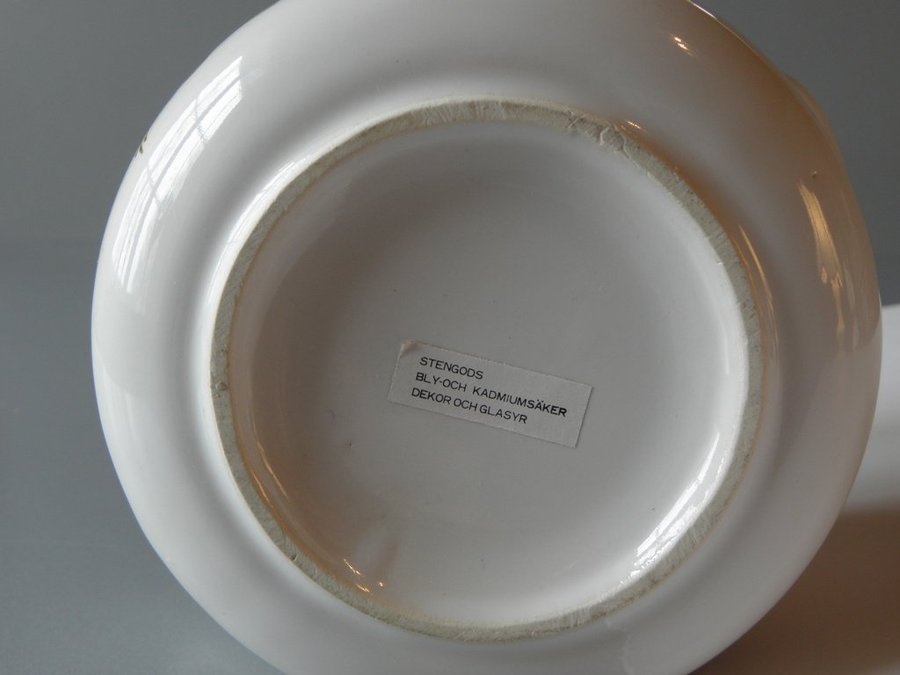 STENGODS
BLY-OCH KADMIUMSÄKER
DEKOR OCH GLASYR